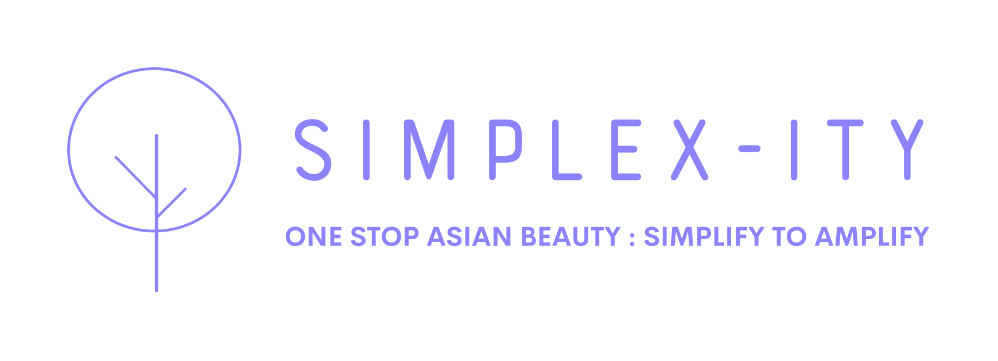 SIMPLEX-ITY
ONE STOP ASIAN BEAUTY : SIMPLIFY TO AMPLIFY